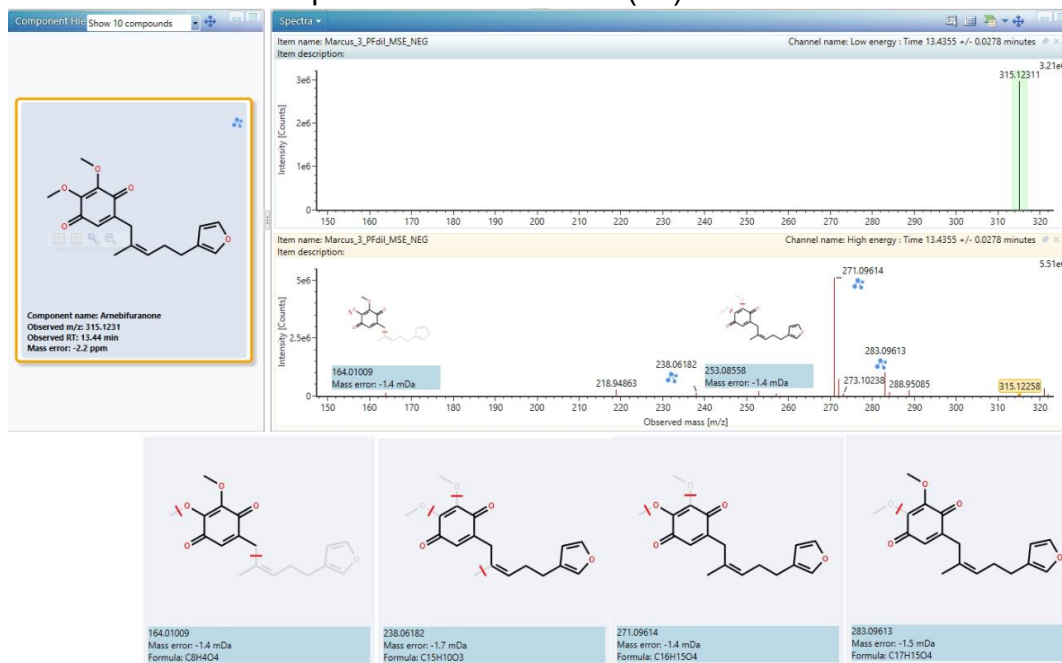 Component Hie Show 10 compounds
Spectra
Item name: Marcus_3_PFdil_MSE_NEG
Channel name: Low energy : Time 13.4355 +/- 0.0278 minutes
Item description:
3.21e6
315.12311
3e6
2e6
1e6
0
Intensity [Counts]
150 160 170 180 190 200 210 220 230 240 250 260 270 280 290 300 310 320
O
O
O
O
O
Component name: Arnebifuranone
Observed m/z: 315.1231
Observed RT: 13.44 min
Mass error: -2.2 ppm
Item name: Marcus_3_PFdil_MSE_NEG
Channel name: High energy : Time 13.4355 +/- 0.0278 minutes
Item description:
5.51e6
5e6
2.5e6
0
Intensity [Counts]
271.09614
283.09613
238.06182
164.01009
Mass error: -1.4 mDa
253.08558
Mass error: -1.4 mDa
218.94863
273.10238
288.95085
315.12258
150 160 170 180 190 200 210 220 230 240 250 260 270 280 290 300 310 320
Observed mass [m/z]
164.01009
Mass error: -1.4 mDa
Formula: C8H4O4
238.06182
Mass error: -1.7 mDa
Formula: C15H10O3
271.09614
Mass error: -1.4 mDa
Formula: C16H15O4
283.09613
Mass error: -1.5 mDa
Formula: C17H15O4